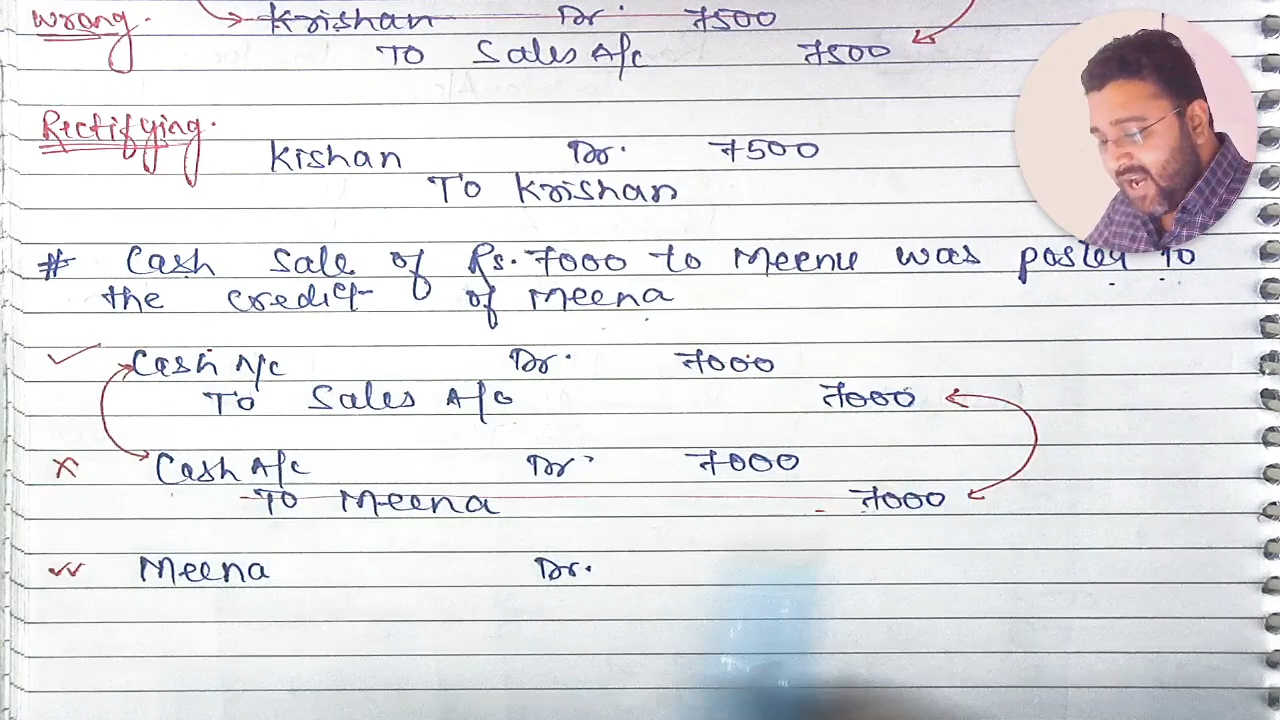 Wrong. Krishan Dr. 7500
To Sales A/c 7500
Rectifying.
Kishan Dr. 7500
To Krishan
# Cash sale of Rs. 7000 to Meenu was posted to
the credit of Meena
✓ Cash A/c Dr. 7000
To Sales A/c 7000
× Cash A/c Dr. 7000
To Meena 7000
✓✓ Meena Dr.